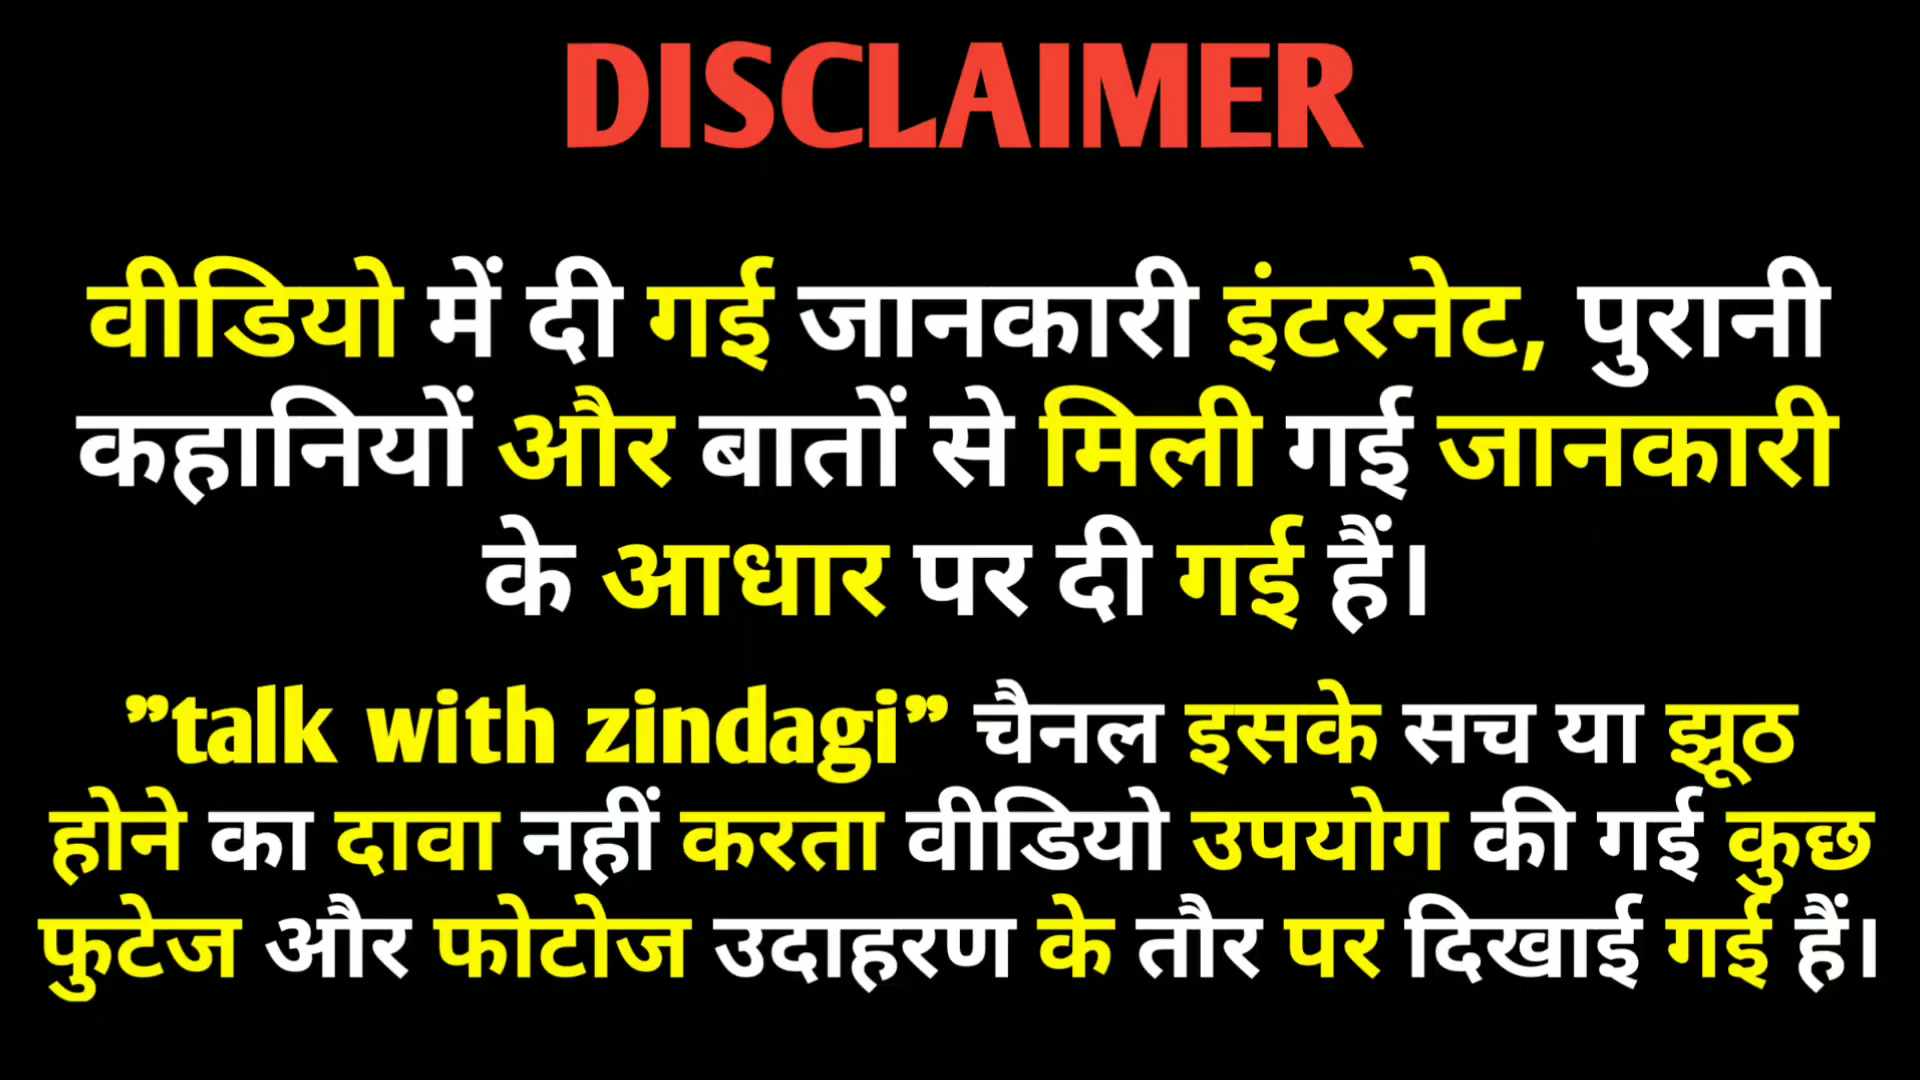 DISCLAIMER
वीडियो में दी गई जानकारी इंटरनेट, पुरानी
कहानियों और बातों से मिली गई जानकारी
के आधार पर दी गई हैं।
”talk with zindagi” चैनल इसके सच या झूठ
होने का दावा नहीं करता वीडियो उपयोग की गई कुछ
फुटेज और फोटोज उदाहरण के तौर पर दिखाई गई हैं।